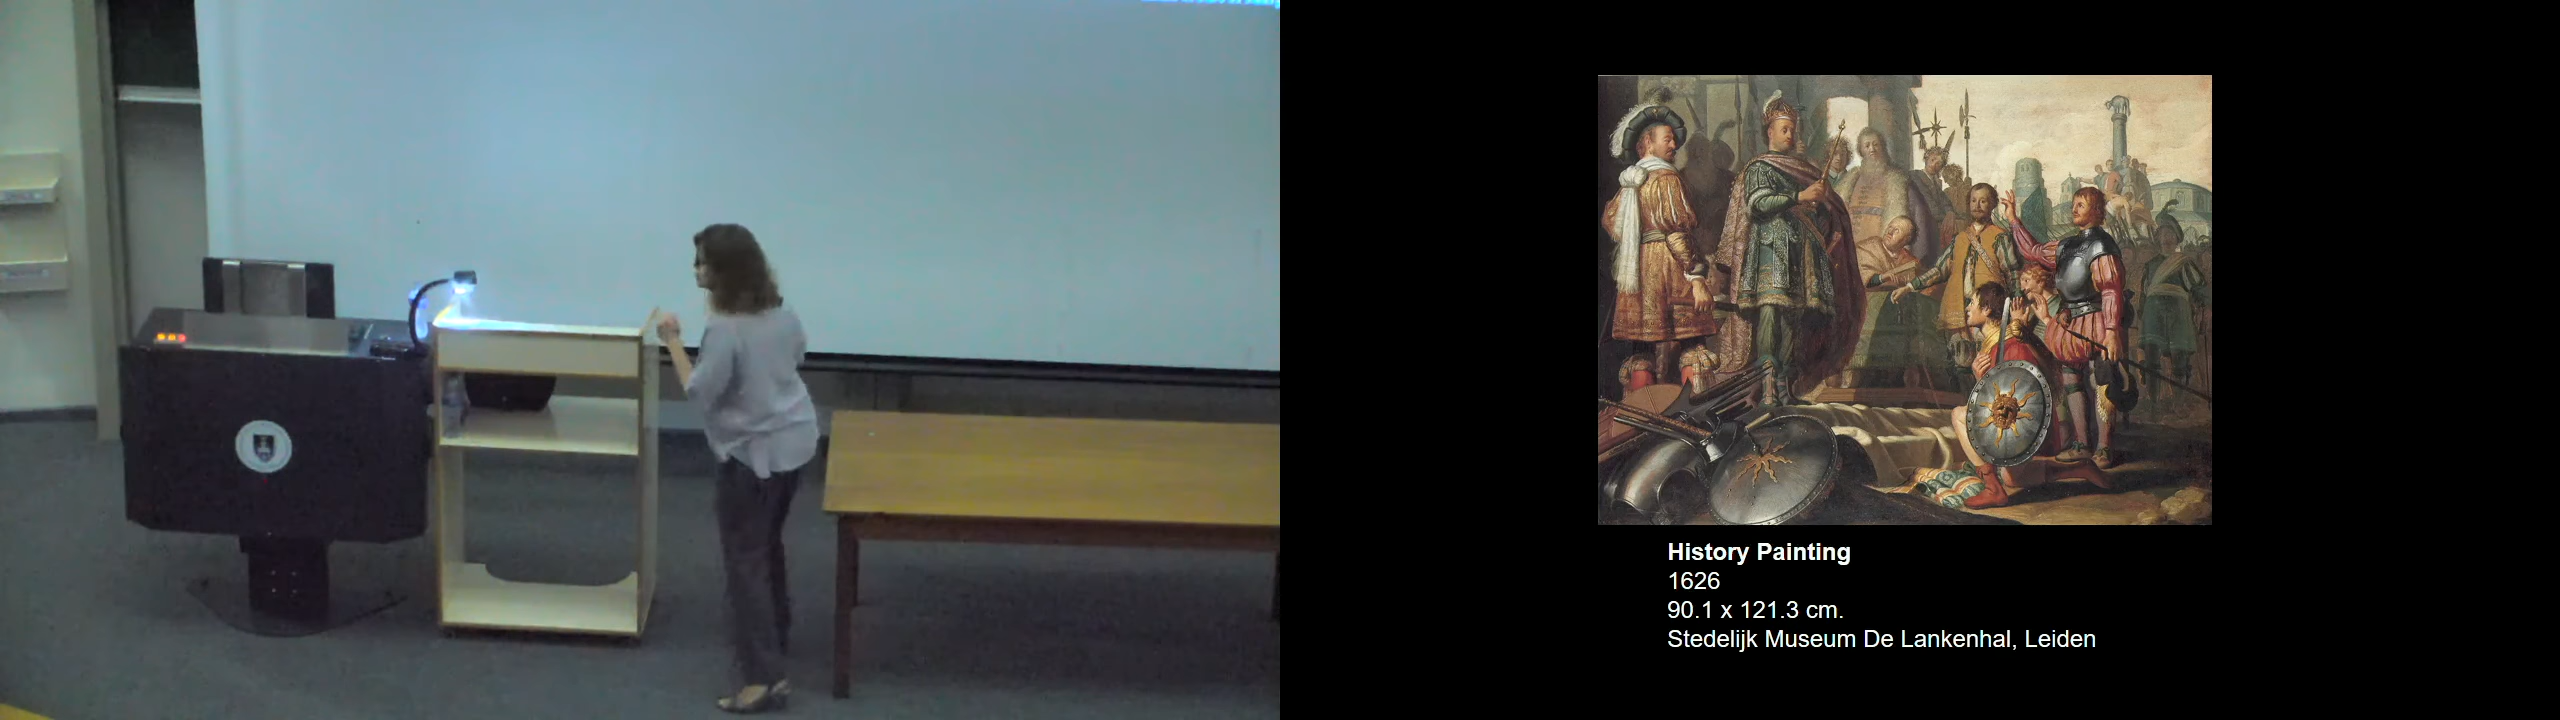 History Painting
1626
90.1 x 121.3 cm.
Stedelijk Museum De Lankenhal, Leiden